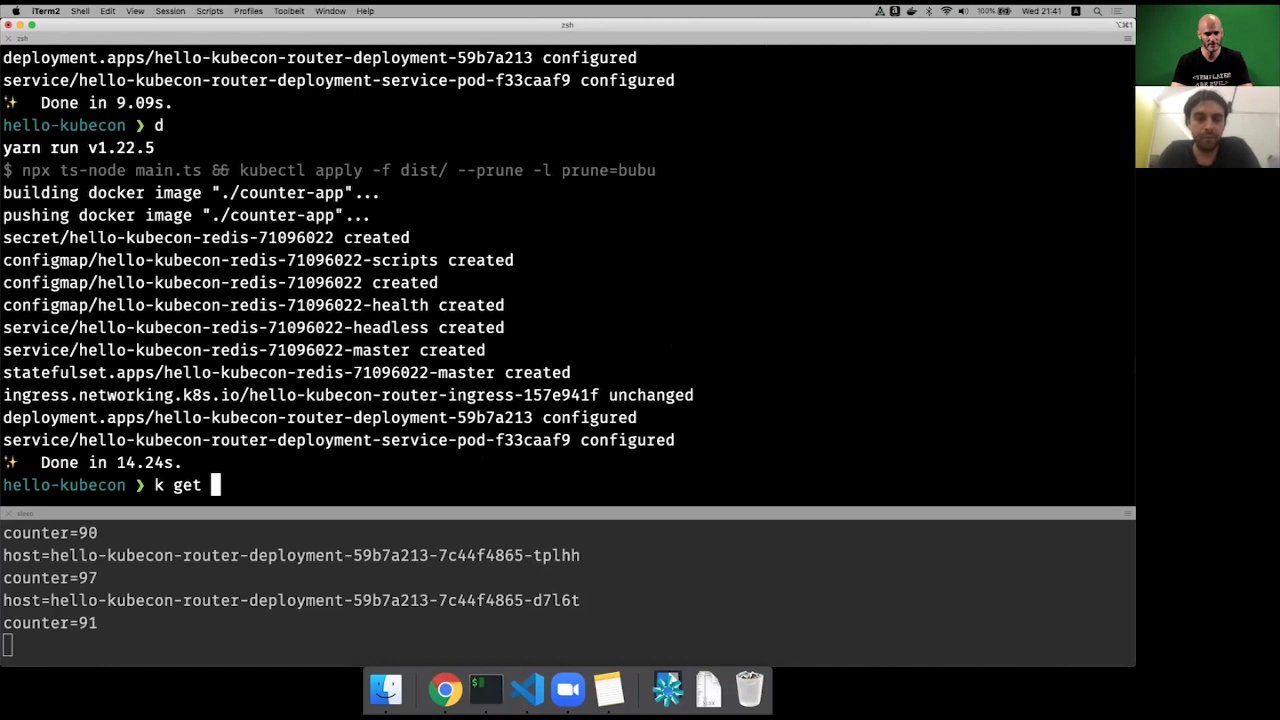 iTerm2 Shell Edit View Session Scripts Profiles Toolbelt Window Help 100% Wed 21:41
zsh
zsh
deployment.apps/hello-kubecon-router-deployment-59b7a213 configured
service/hello-kubecon-router-deployment-service-pod-f33caaf9 configured
✨ Done in 9.09s.
hello-kubecon ❯ d
yarn run v1.22.5
$ npx ts-node main.ts && kubectl apply -f dist/ --prune -l prune=bubu
building docker image "./counter-app"...
pushing docker image "./counter-app"...
secret/hello-kubecon-redis-71096022 created
configmap/hello-kubecon-redis-71096022-scripts created
configmap/hello-kubecon-redis-71096022 created
configmap/hello-kubecon-redis-71096022-health created
service/hello-kubecon-redis-71096022-headless created
service/hello-kubecon-redis-71096022-master created
statefulset.apps/hello-kubecon-redis-71096022-master created
ingress.networking.k8s.io/hello-kubecon-router-ingress-157e941f unchanged
deployment.apps/hello-kubecon-router-deployment-59b7a213 configured
service/hello-kubecon-router-deployment-service-pod-f33caaf9 configured
✨ Done in 14.24s.
hello-kubecon ❯ k get
sleep
counter=90
host=hello-kubecon-router-deployment-59b7a213-7c44f4865-tplhh
counter=97
host=hello-kubecon-router-deployment-59b7a213-7c44f4865-d7l6t
counter=91